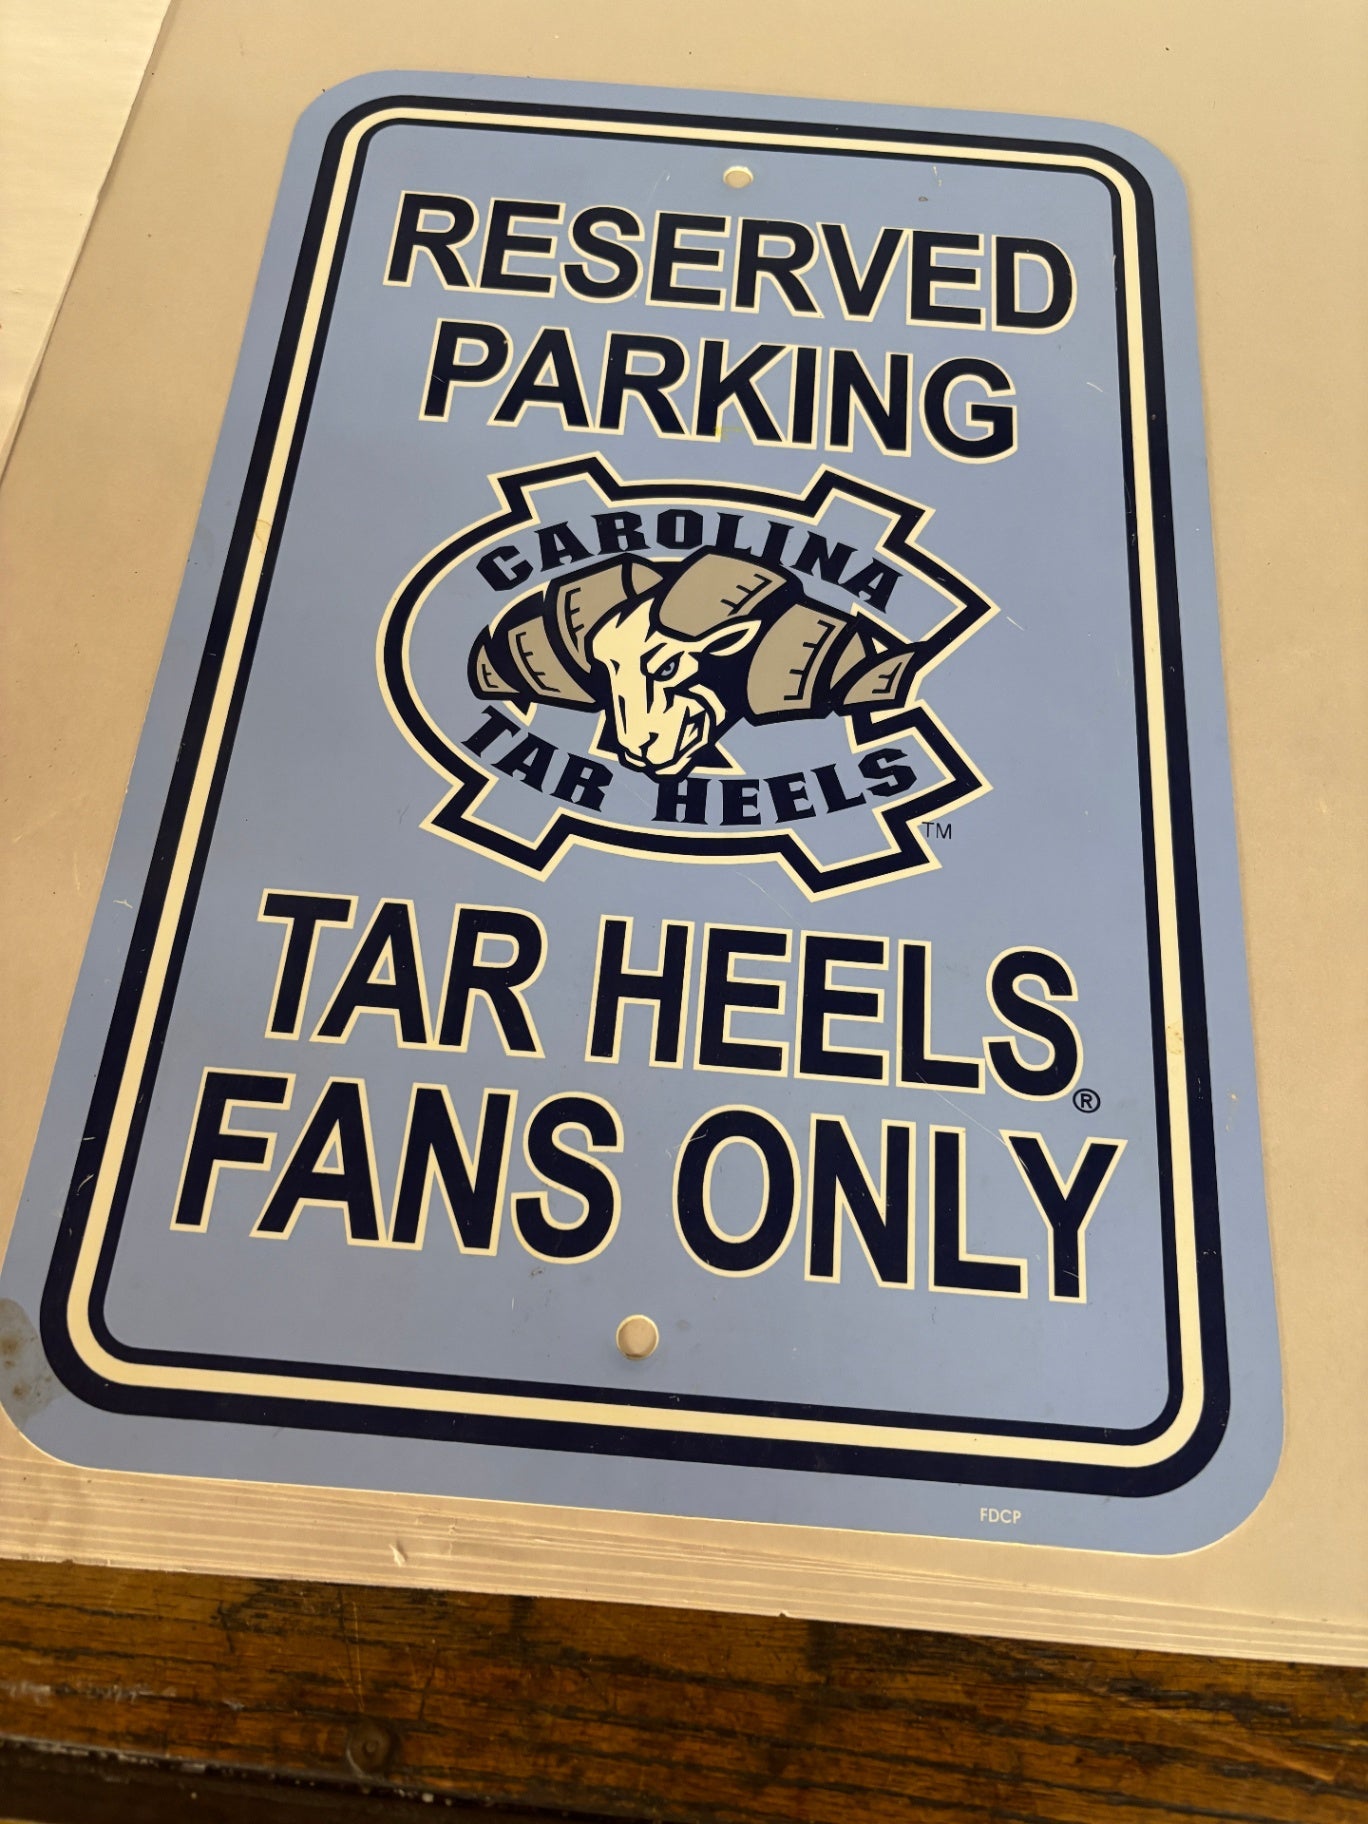 RESERVED
PARKING
CAROLINA
TAR HEELS
TM
TAR HEELS®
FANS ONLY
FDCP